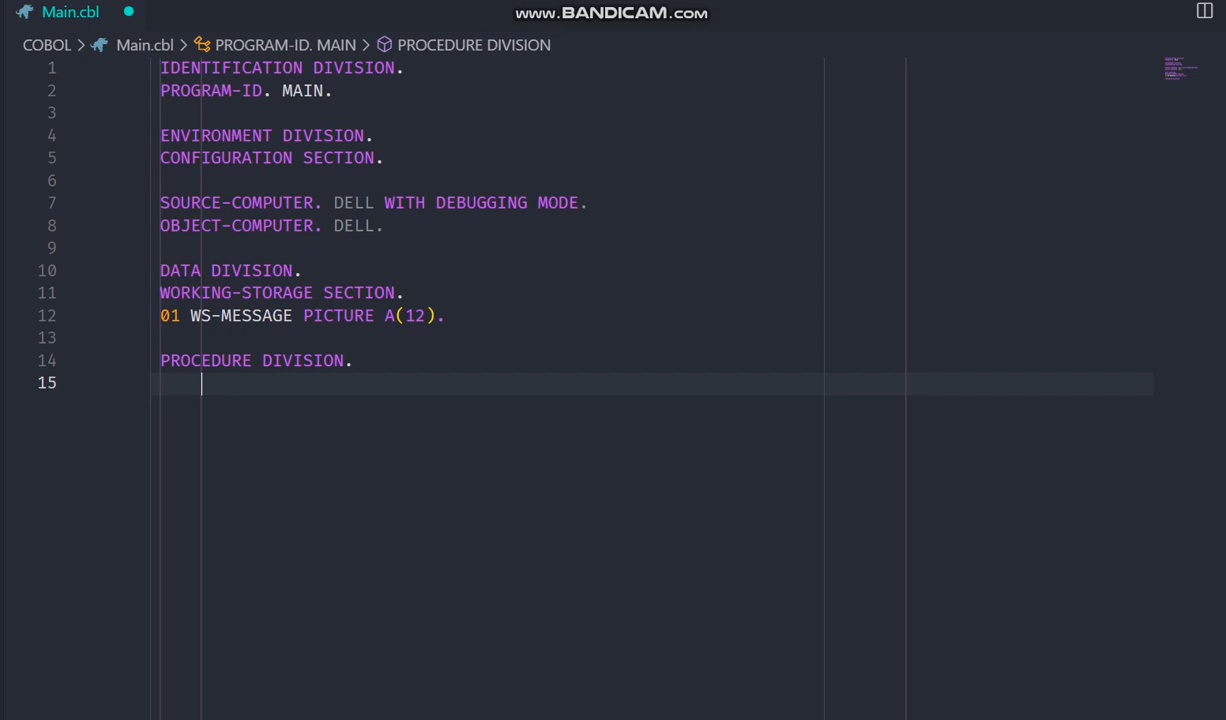 Main.cbl
www.BANDICAM.com
COBOL > Main.cbl > PROGRAM-ID. MAIN > PROCEDURE DIVISION
1 IDENTIFICATION DIVISION.
2 PROGRAM-ID. MAIN.
3
4 ENVIRONMENT DIVISION.
5 CONFIGURATION SECTION.
6
7 SOURCE-COMPUTER. DELL WITH DEBUGGING MODE.
8 OBJECT-COMPUTER. DELL.
9
10 DATA DIVISION.
11 WORKING-STORAGE SECTION.
12 01 WS-MESSAGE PICTURE A(12).
13
14 PROCEDURE DIVISION.
15